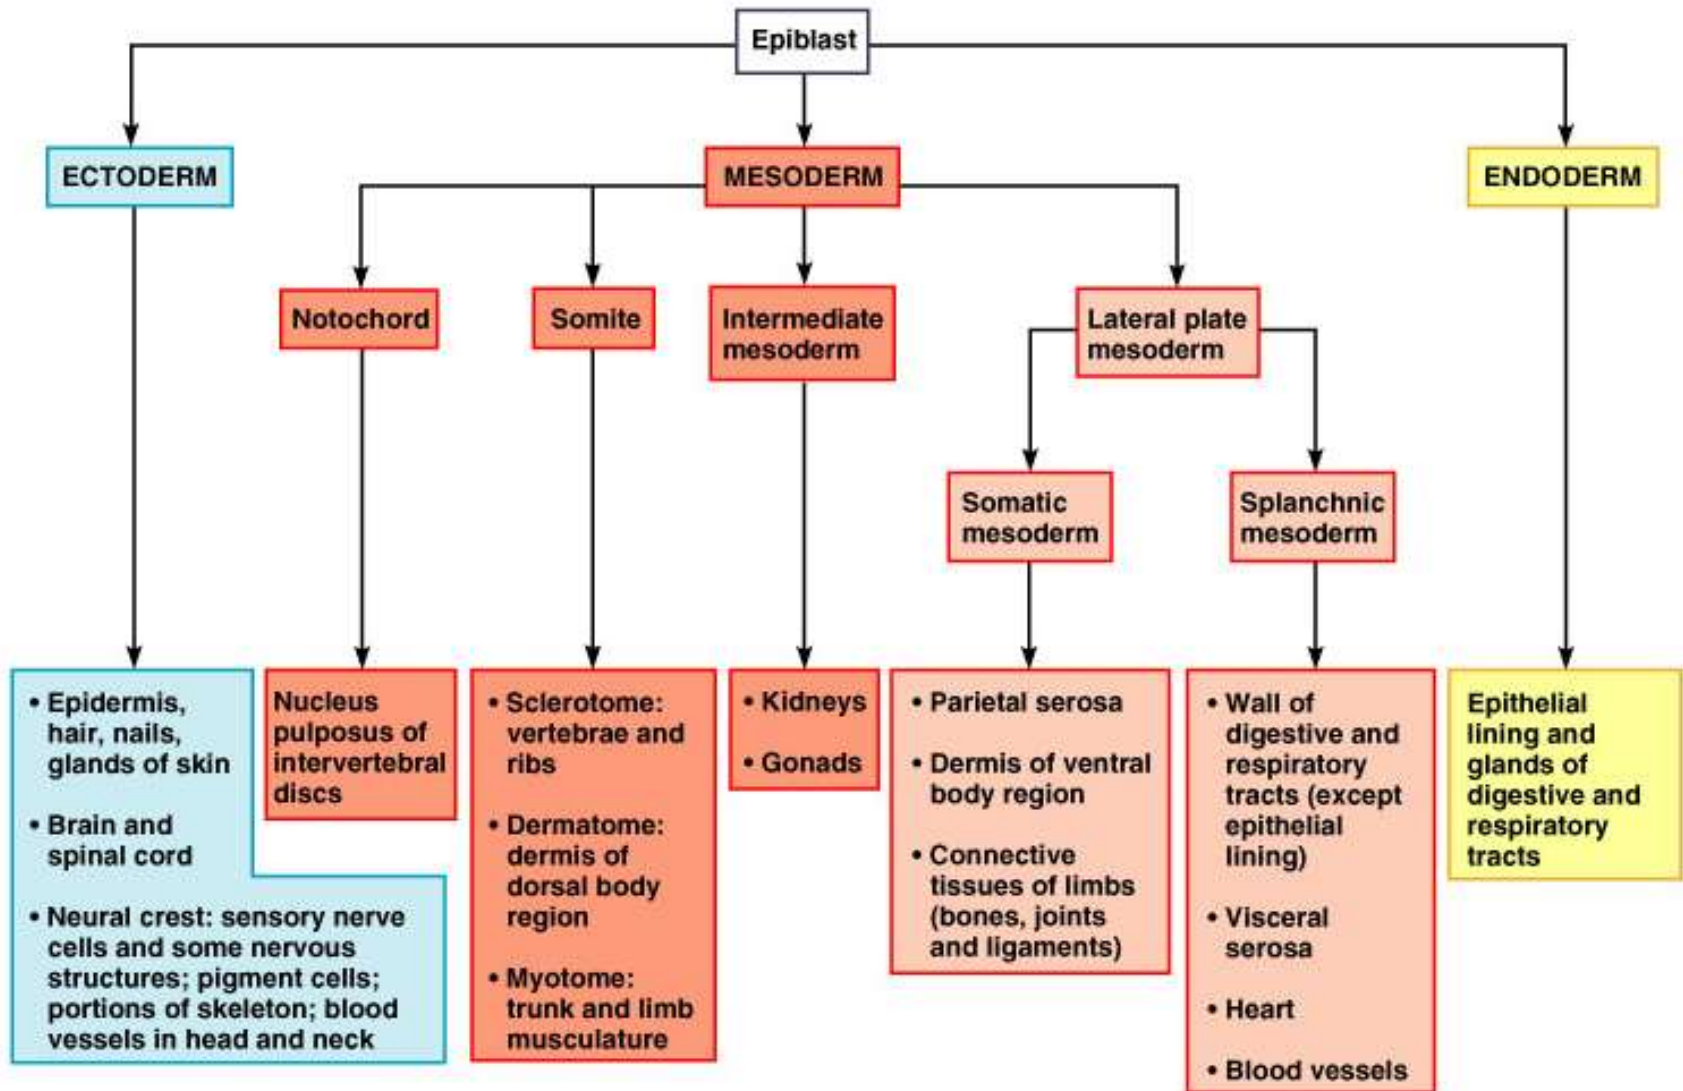 Epiblast
ECTODERM
MESODERM
ENDODERM
Notochord
Somite
Intermediate
mesoderm
Lateral plate
mesoderm
Somatic
mesoderm
Splanchnic
mesoderm
• Epidermis,
hair, nails,
glands of skin
• Brain and
spinal cord
• Neural crest: sensory nerve
cells and some nervous
structures; pigment cells;
portions of skeleton; blood
vessels in head and neck
Nucleus
pulposus of
intervertebral
discs
• Sclerotome:
vertebrae and
ribs
• Dermatome:
dermis of
dorsal body
region
• Myotome:
trunk and limb
musculature
• Kidneys
• Gonads
• Parietal serosa
• Dermis of ventral
body region
• Connective
tissues of limbs
(bones, joints
and ligaments)
• Wall of
digestive and
respiratory
tracts (except
epithelial
lining)
• Visceral
serosa
• Heart
• Blood vessels
Epithelial
lining and
glands of
digestive and
respiratory
tracts